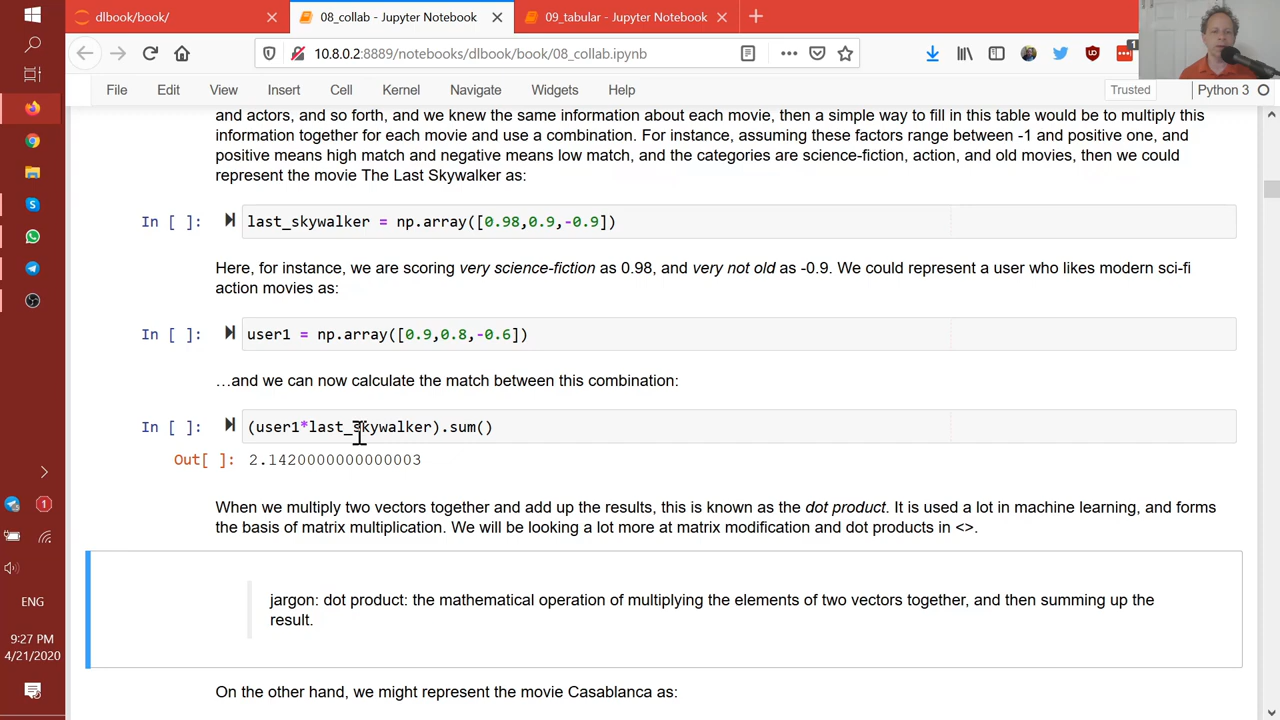 dlbook/book/
08_collab - Jupyter Notebook
09_tabular - Jupyter Notebook
10.8.0.2:8889/notebooks/dlbook/book/08_collab.ipynb
1
File Edit View Insert Cell Kernel Navigate Widgets Help
Trusted
Python 3
and actors, and so forth, and we knew the same information about each movie, then a simple way to fill in this table would be to multiply this
information together for each movie and use a combination. For instance, assuming these factors range between -1 and positive one, and
positive means high match and negative means low match, and the categories are science-fiction, action, and old movies, then we could
represent the movie The Last Skywalker as:
In [ ]: last_skywalker = np.array([0.98,0.9,-0.9])
Here, for instance, we are scoring very science-fiction as 0.98, and very not old as -0.9. We could represent a user who likes modern sci-fi
action movies as:
In [ ]: user1 = np.array([0.9,0.8,-0.6])
…and we can now calculate the match between this combination:
In [ ]: (user1*last_skywalker).sum()
Out[ ]: 2.1420000000000003
When we multiply two vectors together and add up the results, this is known as the dot product. It is used a lot in machine learning, and forms
the basis of matrix multiplication. We will be looking a lot more at matrix modification and dot products in <>.
jargon: dot product: the mathematical operation of multiplying the elements of two vectors together, and then summing up the
result.
On the other hand, we might represent the movie Casablanca as:
1
ENG
9:27 PM
4/21/2020